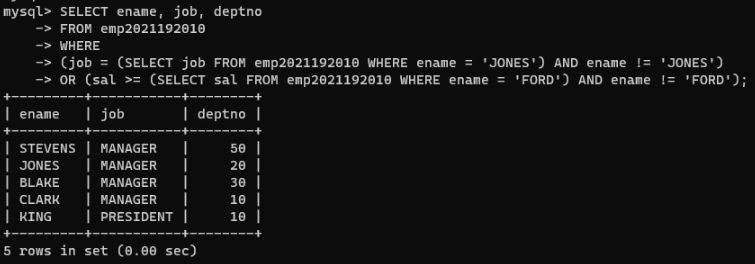 mysql> SELECT ename, job, deptno
    -> FROM emp2021192010
    -> WHERE
    -> (job = (SELECT job FROM emp2021192010 WHERE ename = 'JONES') AND ename != 'JONES')
    -> OR (sal >= (SELECT sal FROM emp2021192010 WHERE ename = 'FORD') AND ename != 'FORD');
+---------+-----------+--------+
| ename   | job       | deptno |
+---------+-----------+--------+
| STEVENS | MANAGER   |     50 |
| JONES   | MANAGER   |     20 |
| BLAKE   | MANAGER   |     30 |
| CLARK   | MANAGER   |     10 |
| KING    | PRESIDENT |     10 |
+---------+-----------+--------+
5 rows in set (0.00 sec)